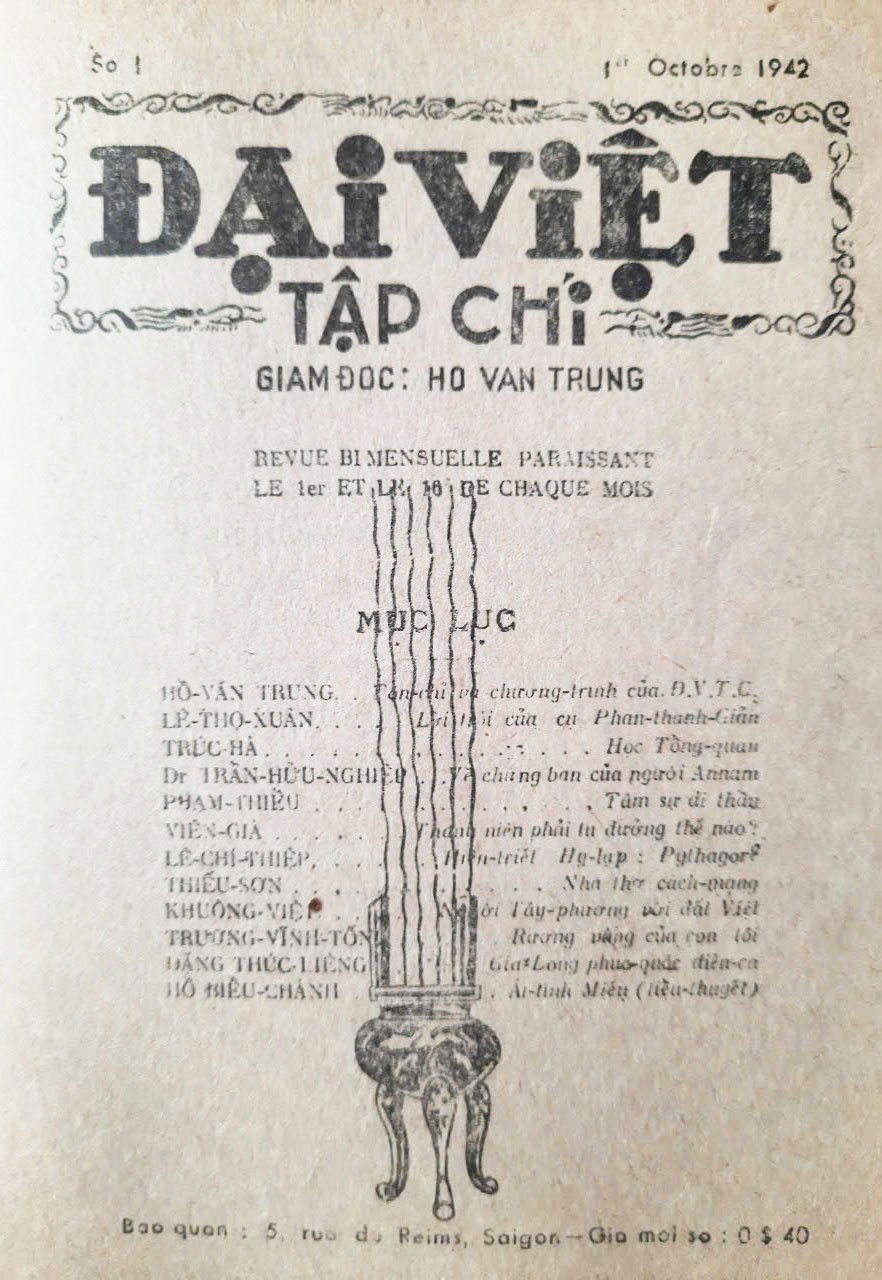 So 1
1er Octobre 1942
ĐẠI VIỆT
TẬP CHÍ
GIAM ĐOC: HO VAN TRUNG
REVUE BIMENSUELLE PARAISSANT
LE 1er ET LE 16 DE CHAQUE MOIS
MỤC LỤC
HỒ-VĂN TRUNG. . Tôn-chỉ và chương-trình của. Đ.V.T.C.
LÊ-THỌ-XUÂN. . . . . của cụ Phan-thanh-Giản
TRÚC-HÀ . . . . . . . . . . . . . Học Tổng-quan
Dr TRẦN-HỮU-NGHIỆP . . Về chứng ban của người Annam
PHẠM-THIỀU . . . . . . . . . . . . Tâm sự di thần
VIÊN-GIÁ . . . . . . Thanh niên phải tu dưỡng thế nào?
LÊ-CHÍ-THIỆP, . . . . Hiền-triết Hy-lạp : Pythagore
THIẾU-SƠN . . . . . . . . . . . Nhà thơ cách-mạng
KHUÔNG-VIỆT . . . . Người Tây-phương với đất Việt
TRƯƠNG-VĨNH-TỐNG . . . Rương vàng của con tôi
ĐẶNG THÚC-LIÊNG . . . Gia-Long phục-quốc diễn-ca
HỒ BIỂU-CHÁNH . . . . Ái-tình Miếu (tiểu-thuyết)
Bao quan : 5, rue de Reims, Saigon — Gia moi so : 0 $ 40